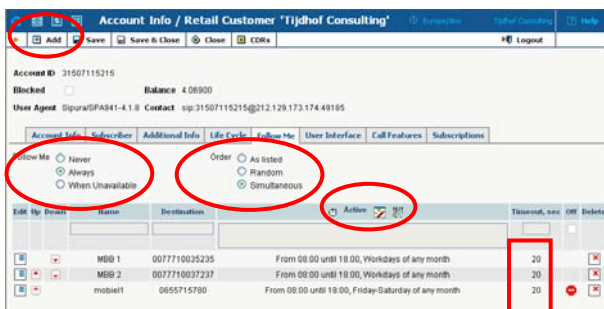 Account Info / Retail Customer 'Tijdhof Consulting' Tijdhof Consulting Help
Add Save Save & Close Close CDRs Logout
Account ID 31507115215
Blocked Balance 4.06900
User Agent Sipura/SPA941-4.1.8 Contact sip:31507115215@212.129.173.174:49165
Account Info Subscriber Additional Info Life Cycle Follow Me User Interface Call Features Subscriptions
Follow Me Never Order As listed
Always Random
When Unavailable Simultaneous
Edit Up Down Name Destination Active Timeout, sec Off Delete
MBB 1 0077710035235 From 08:00 until 18:00, Workdays of any month 20
MBB 2 0077710037237 From 08:00 until 18:00, Workdays of any month 20
mobiel1 0655715780 From 08:00 until 18:00, Friday-Saturday of any month 20